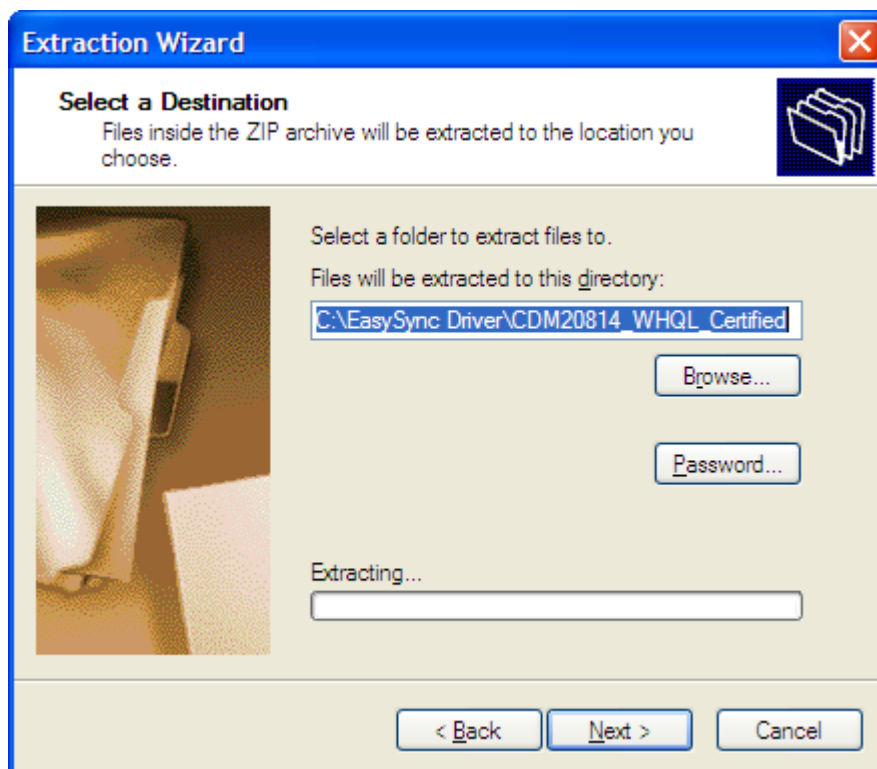 Extraction Wizard
Select a Destination
Files inside the ZIP archive will be extracted to the location you
choose.
Select a folder to extract files to.
Files will be extracted to this directory:
C:\EasySync Driver\CDM20814_WHQL_Certified
Browse...
Password...
Extracting...
< Back
Next >
Cancel